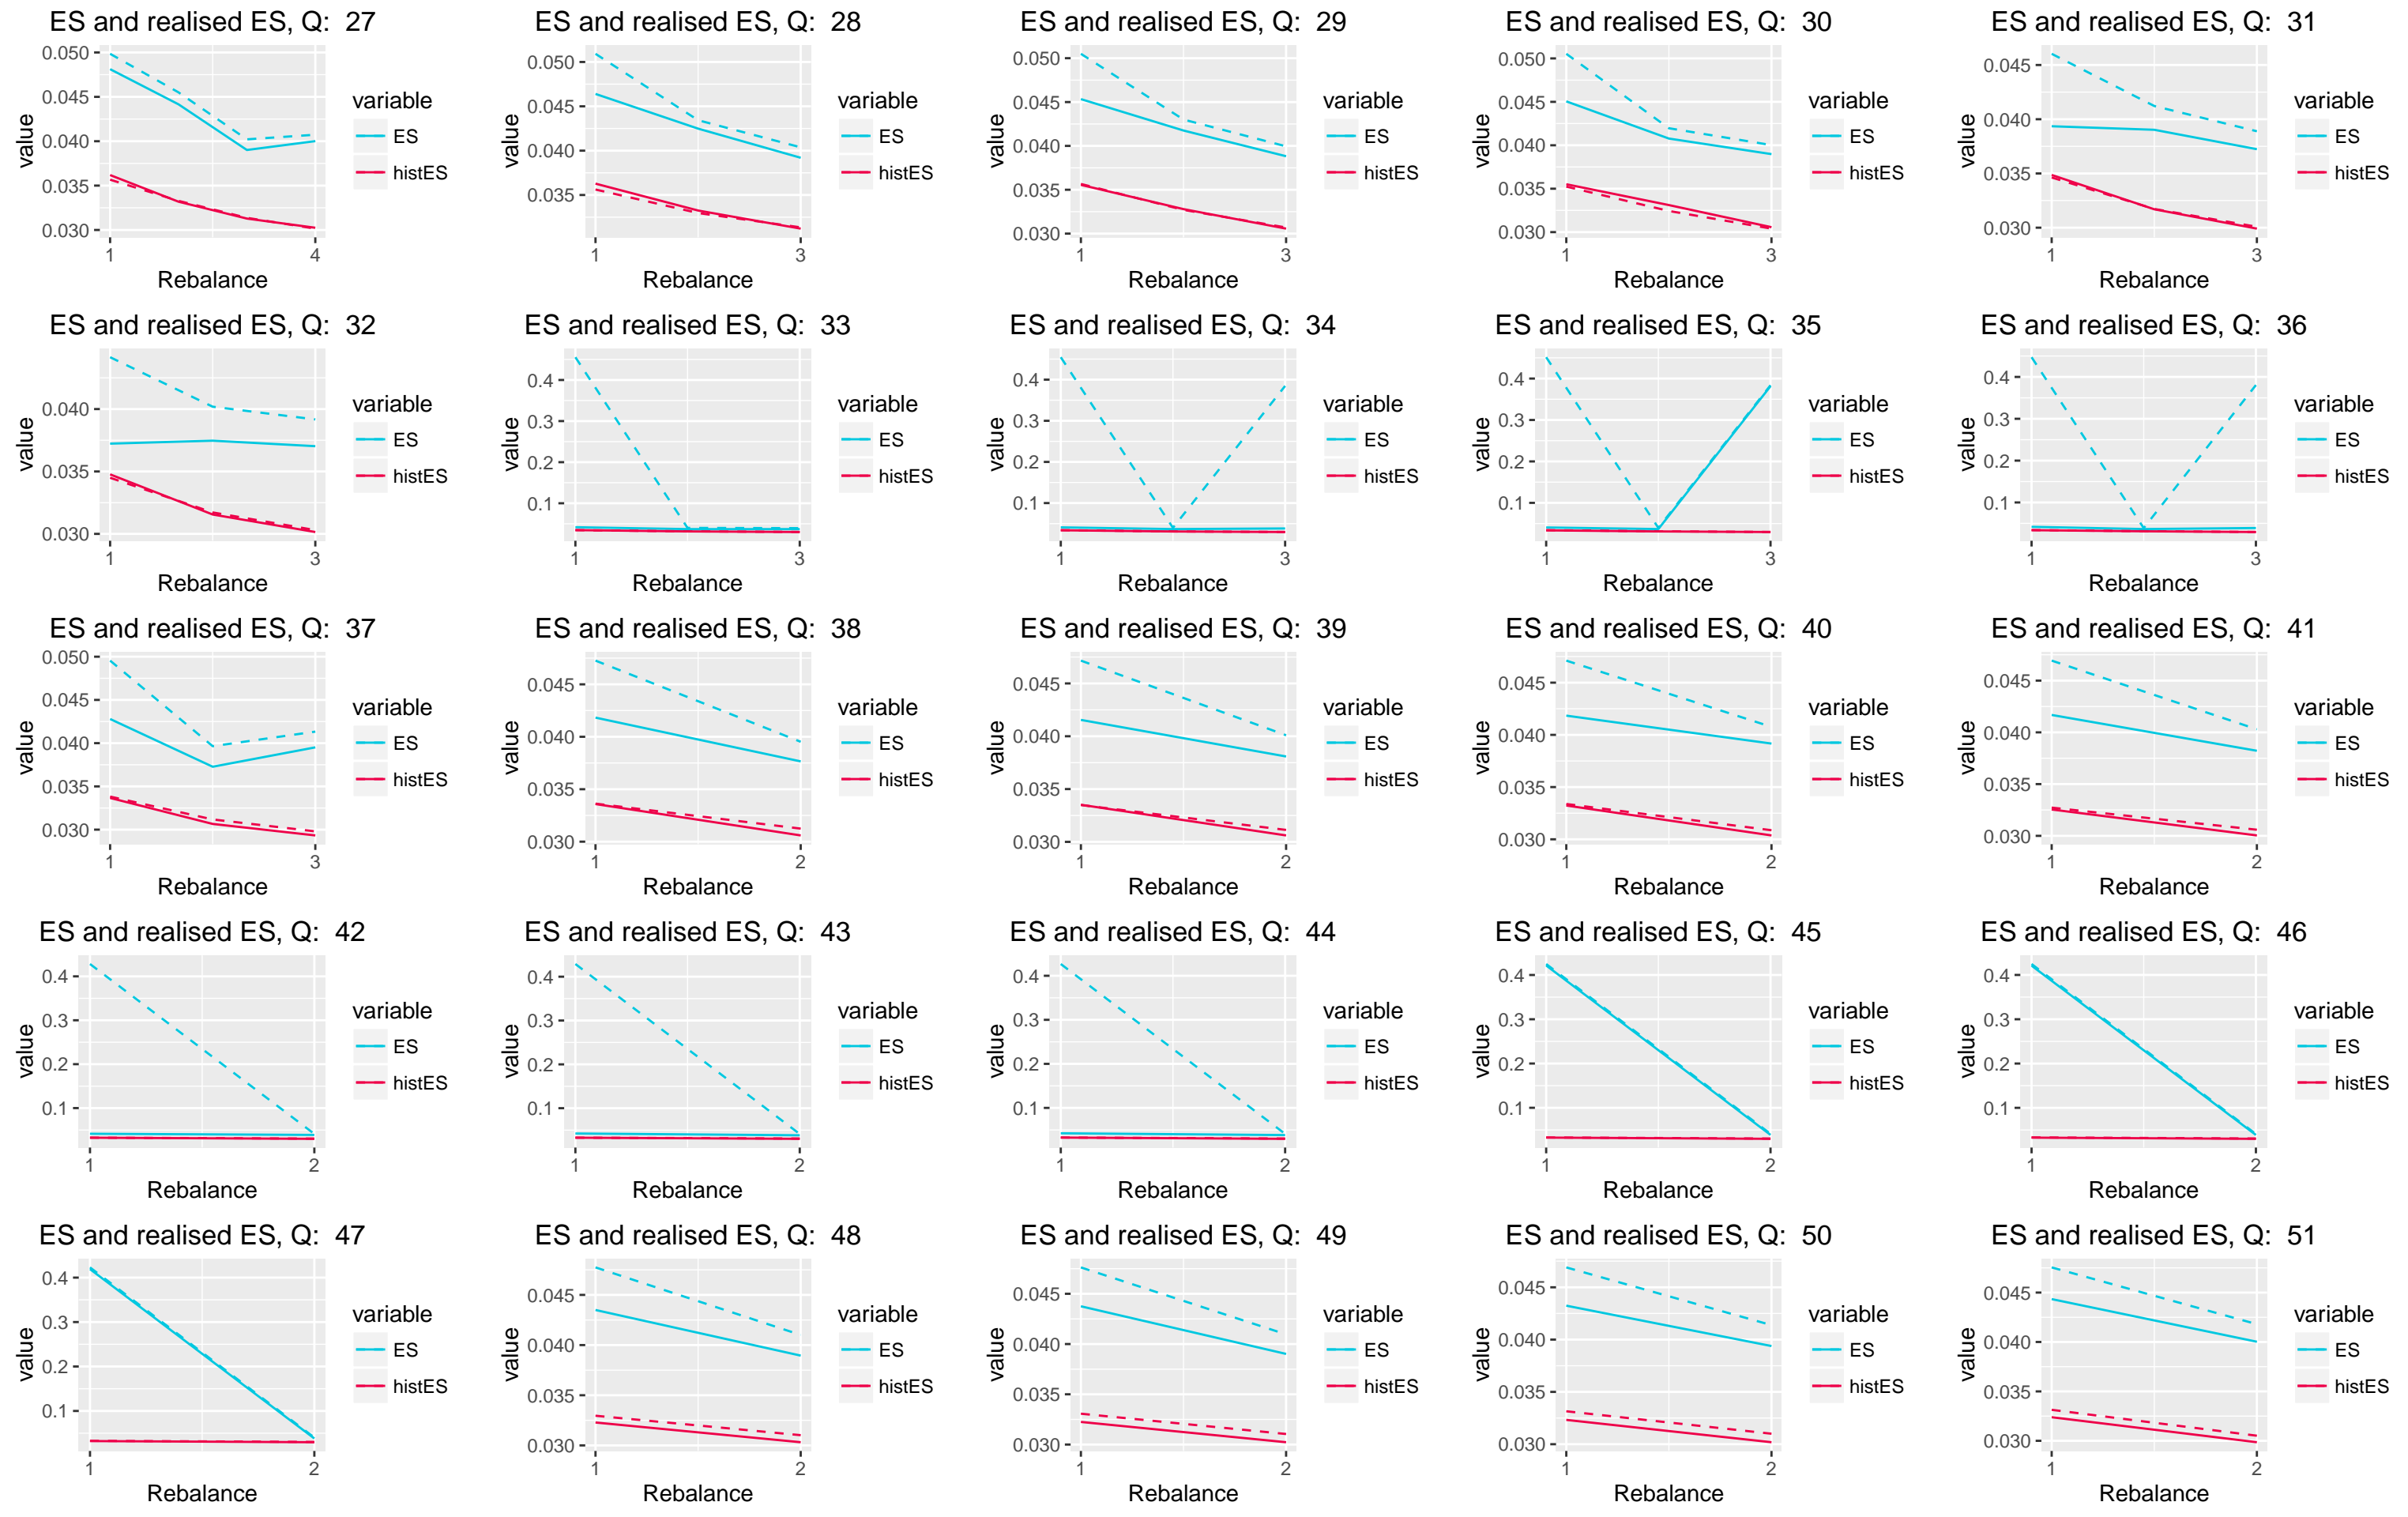 ES and realised ES, Q: 27
0.050
0.045
0.040
0.035
0.030
value
1
4
Rebalance
variable
ES
histES
ES and realised ES, Q: 28
0.050
0.045
0.040
0.035
value
1
3
Rebalance
variable
ES
histES
ES and realised ES, Q: 29
0.050
0.045
0.040
0.035
0.030
value
1
3
Rebalance
variable
ES
histES
ES and realised ES, Q: 30
0.050
0.045
0.040
0.035
0.030
value
1
3
Rebalance
variable
ES
histES
ES and realised ES, Q: 31
0.045
0.040
0.035
0.030
value
1
3
Rebalance
variable
ES
histES
ES and realised ES, Q: 32
0.040
0.035
0.030
value
1
3
Rebalance
variable
ES
histES
ES and realised ES, Q: 33
0.4
0.3
0.2
0.1
value
1
3
Rebalance
variable
ES
histES
ES and realised ES, Q: 34
0.4
0.3
0.2
0.1
value
1
3
Rebalance
variable
ES
histES
ES and realised ES, Q: 35
0.4
0.3
0.2
0.1
value
1
3
Rebalance
variable
ES
histES
ES and realised ES, Q: 36
0.4
0.3
0.2
0.1
value
1
3
Rebalance
variable
ES
histES
ES and realised ES, Q: 37
0.050
0.045
0.040
0.035
0.030
value
1
3
Rebalance
variable
ES
histES
ES and realised ES, Q: 38
0.045
0.040
0.035
0.030
value
1
2
Rebalance
variable
ES
histES
ES and realised ES, Q: 39
0.045
0.040
0.035
0.030
value
1
2
Rebalance
variable
ES
histES
ES and realised ES, Q: 40
0.045
0.040
0.035
0.030
value
1
2
Rebalance
variable
ES
histES
ES and realised ES, Q: 41
0.045
0.040
0.035
0.030
value
1
2
Rebalance
variable
ES
histES
ES and realised ES, Q: 42
0.4
0.3
0.2
0.1
value
1
2
Rebalance
variable
ES
histES
ES and realised ES, Q: 43
0.4
0.3
0.2
0.1
value
1
2
Rebalance
variable
ES
histES
ES and realised ES, Q: 44
0.4
0.3
0.2
0.1
value
1
2
Rebalance
variable
ES
histES
ES and realised ES, Q: 45
0.4
0.3
0.2
0.1
value
1
2
Rebalance
variable
ES
histES
ES and realised ES, Q: 46
0.4
0.3
0.2
0.1
value
1
2
Rebalance
variable
ES
histES
ES and realised ES, Q: 47
0.4
0.3
0.2
0.1
value
1
2
Rebalance
variable
ES
histES
ES and realised ES, Q: 48
0.045
0.040
0.035
0.030
value
1
2
Rebalance
variable
ES
histES
ES and realised ES, Q: 49
0.045
0.040
0.035
0.030
value
1
2
Rebalance
variable
ES
histES
ES and realised ES, Q: 50
0.045
0.040
0.035
0.030
value
1
2
Rebalance
variable
ES
histES
ES and realised ES, Q: 51
0.045
0.040
0.035
0.030
value
1
2
Rebalance
variable
ES
histES